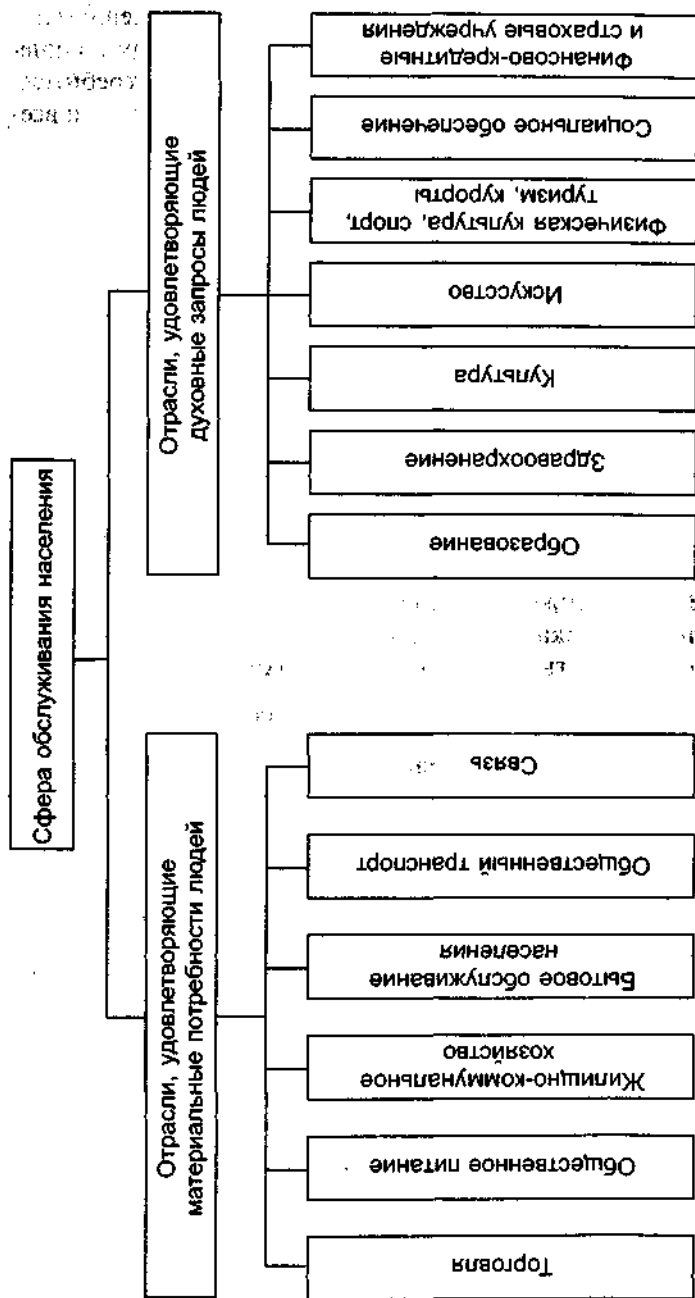 Сфера обслуживания населения
Отрасли, удовлетворяющие
материальные потребности людей
Отрасли, удовлетворяющие
духовные запросы людей
Торговля
Общественное питание
Жилищно-коммунальное
хозяйство
Бытовое обслуживание
населения
Общественный транспорт
Связь
Образование
Здравоохранение
Культура
Искусство
Физическая культура, спорт,
туризм, курорты
Социальное обеспечение
Финансово-кредитные
и страховые учреждения